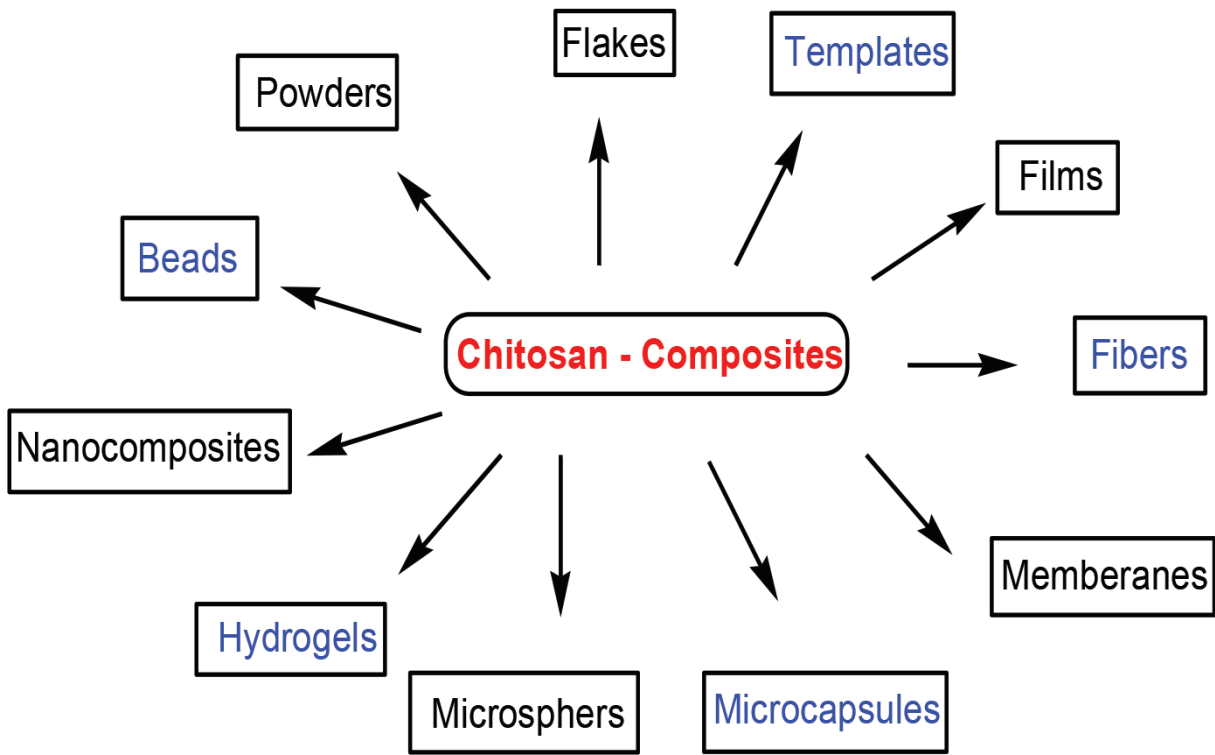 Flakes
Templates
Powders
Films
Beads
Chitosan - Composites
Fibers
Nanocomposites
Memberanes
Hydrogels
Microsphers
Microcapsules